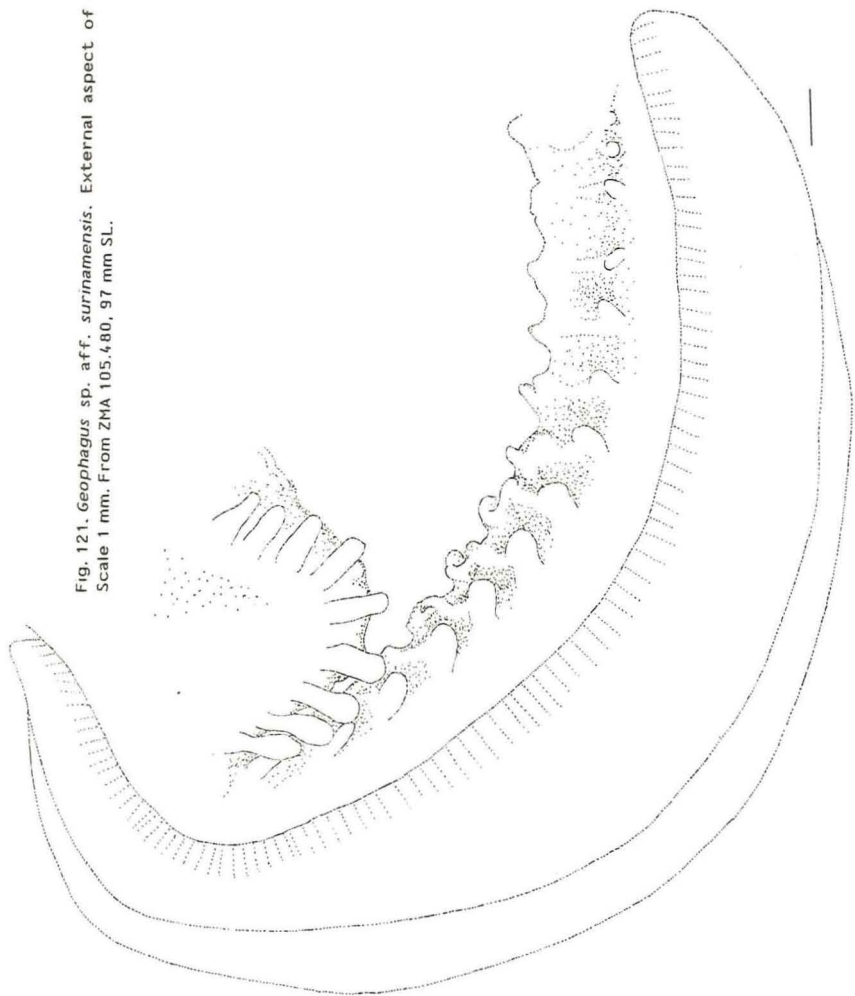 Fig. 121. Geophagus sp. aff. surinamensis. External aspect of
Scale 1 mm. From ZMA 105.480, 97 mm SL.